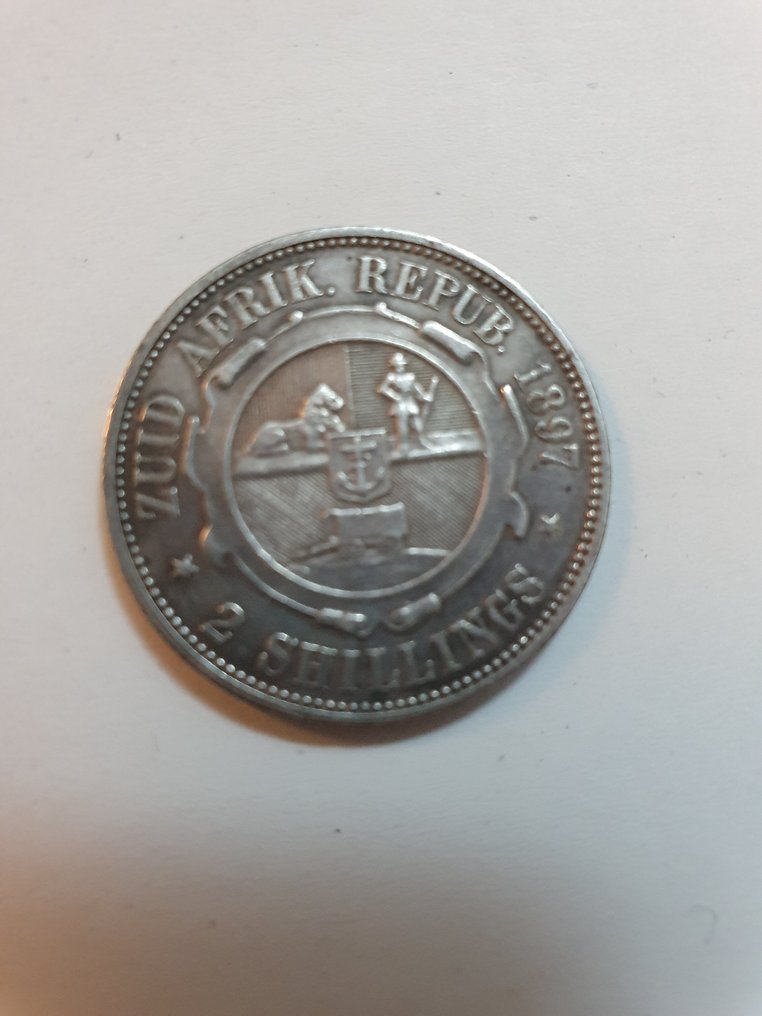 ZUID AFRIK. REPUB. 1897
2 SHILLINGS